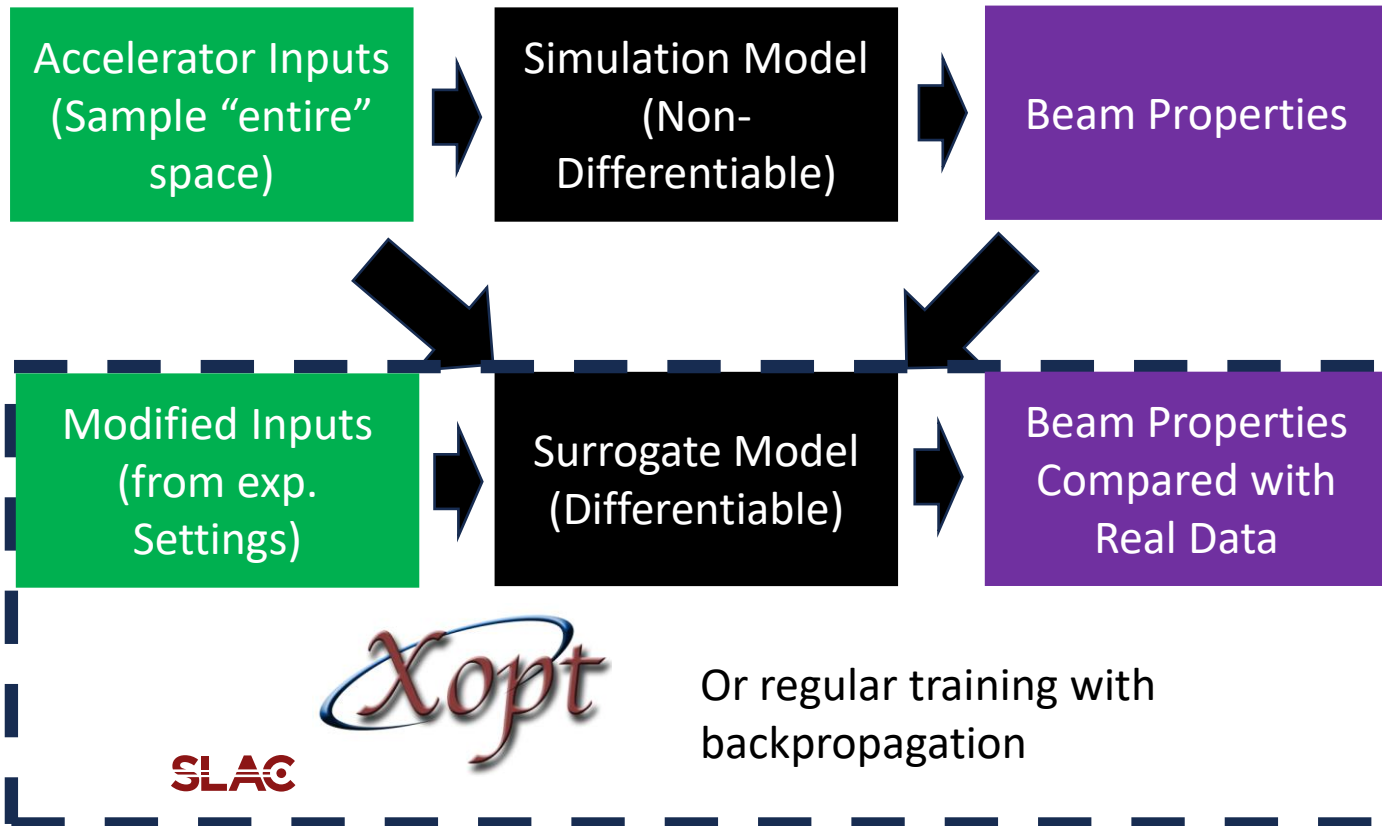 Accelerator Inputs
(Sample “entire”
space)
Simulation Model
(Non-
Differentiable)
Beam Properties
Modified Inputs
(from exp.
Settings)
Surrogate Model
(Differentiable)
Beam Properties
Compared with
Real Data
Xopt
Or regular training with
backpropagation
SLAC